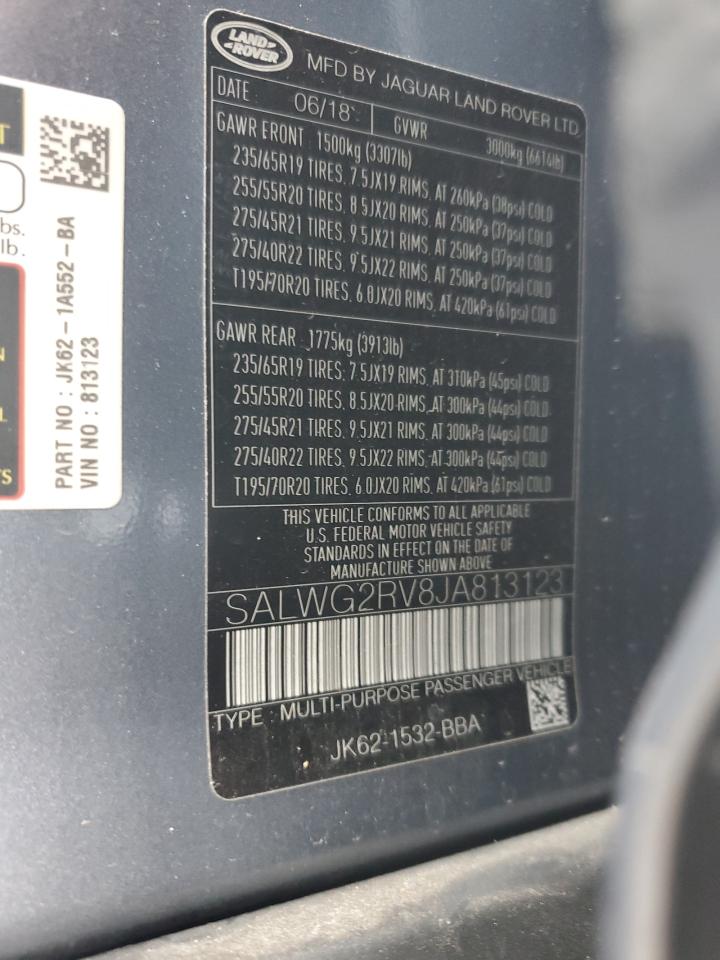 LAND
ROVER
MFD BY JAGUAR LAND ROVER LTD
DATE 06/18 GVWR 3000kg (6614lb)
GAWR FRONT 1500kg (3307lb)
235/65R19 TIRES, 7.5JX19 RIMS, AT 260kPa (38psi) COLD
255/55R20 TIRES, 8.5JX20 RIMS, AT 250kPa (37psi) COLD
275/45R21 TIRES, 9.5JX21 RIMS, AT 250kPa (37psi) COLD
275/40R22 TIRES, 9.5JX22 RIMS, AT 250kPa (37psi) COLD
T195/70R20 TIRES, 6.0JX20 RIMS, AT 420kPa (61psi) COLD
GAWR REAR 1775kg (3913lb)
235/65R19 TIRES, 7.5JX19 RIMS, AT 310kPa (45psi) COLD
255/55R20 TIRES, 8.5JX20 RIMS, AT 300kPa (44psi) COLD
275/45R21 TIRES, 9.5JX21 RIMS, AT 300kPa (44psi) COLD
275/40R22 TIRES, 9.5JX22 RIMS, AT 300kPa (44psi) COLD
T195/70R20 TIRES, 6.0JX20 RIMS, AT 420kPa (61psi) COLD
THIS VEHICLE CONFORMS TO ALL APPLICABLE
U.S. FEDERAL MOTOR VEHICLE SAFETY
STANDARDS IN EFFECT ON THE DATE OF
MANUFACTURE SHOWN ABOVE
SALWG2RV8JA813123
TYPE : MULTI-PURPOSE PASSENGER VEHICLE
JK62-1532-BBA
PART NO : JK62-1A552-BA
VIN NO : 813123
T
bs.
lb.
N
L
TS